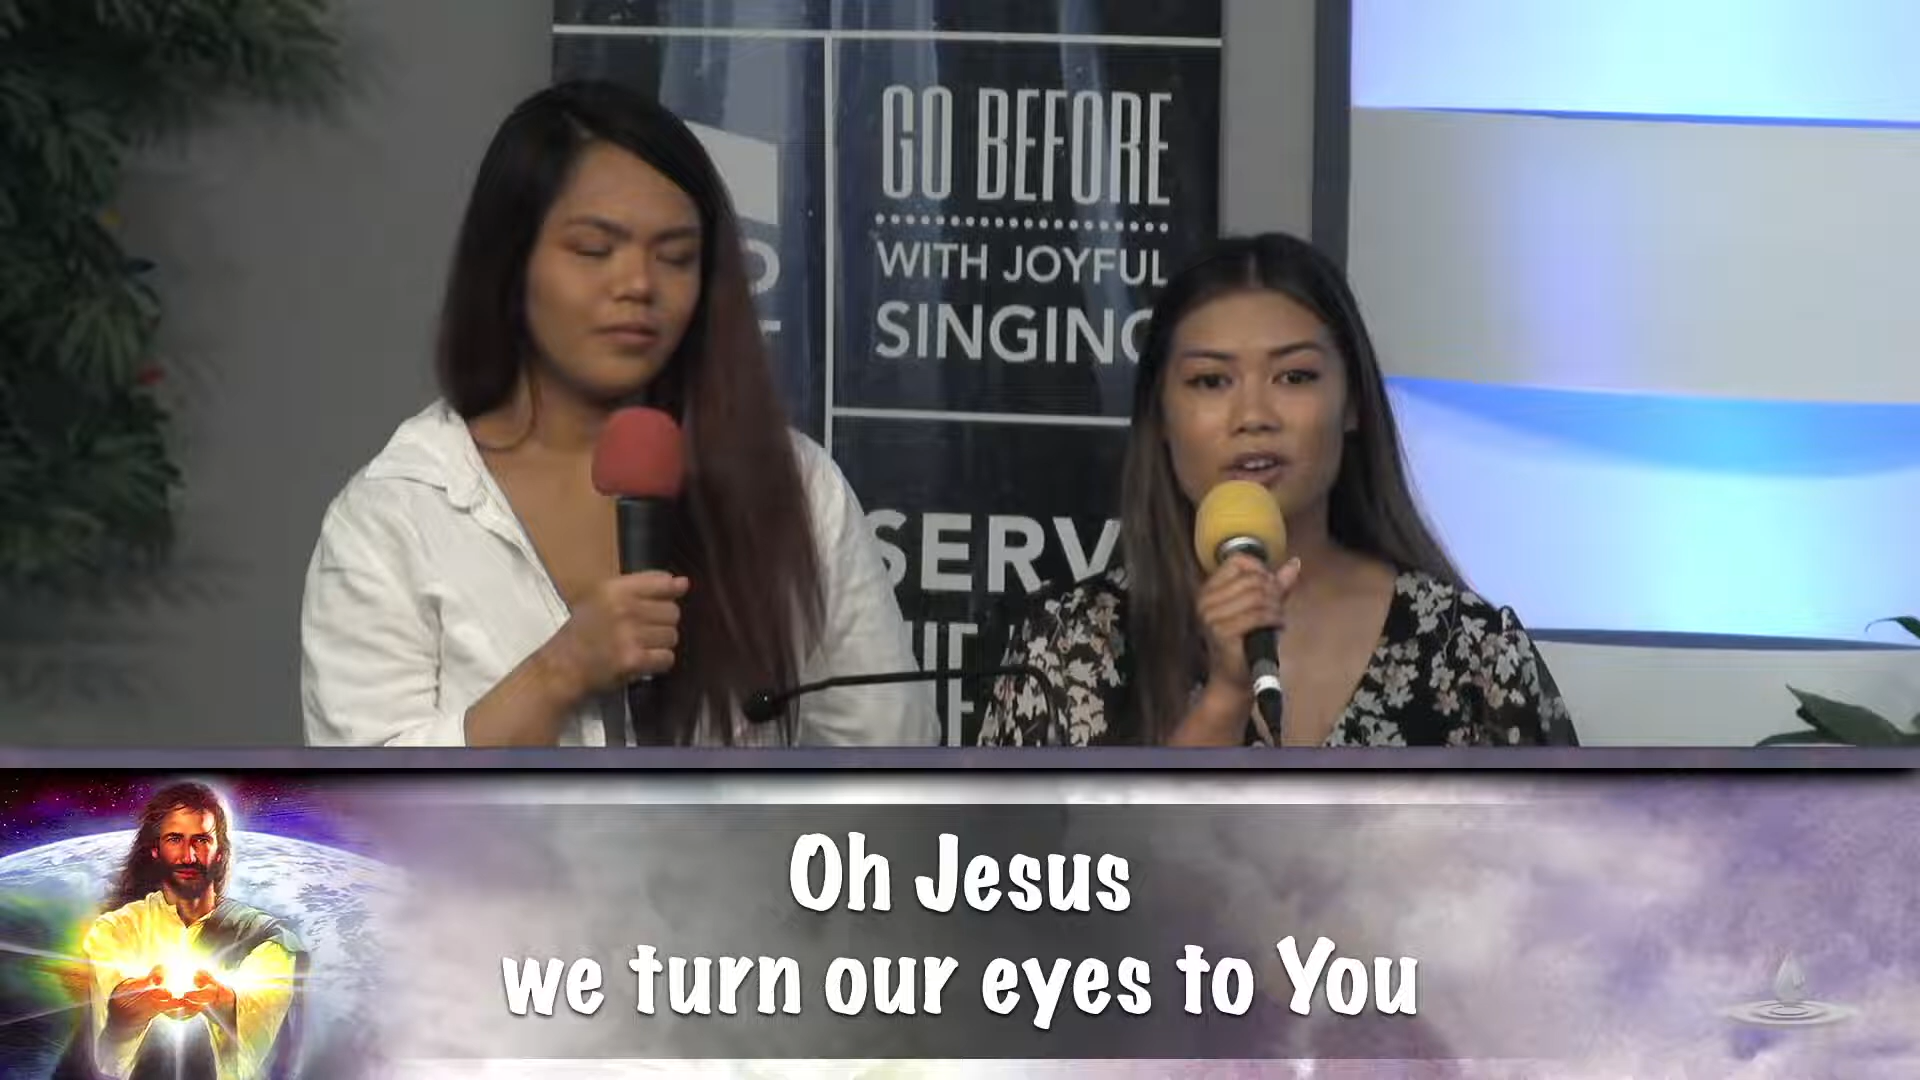 GO BEFORE
WITH JOYFUL
SINGING
SERV
Oh Jesus
we turn our eyes to You